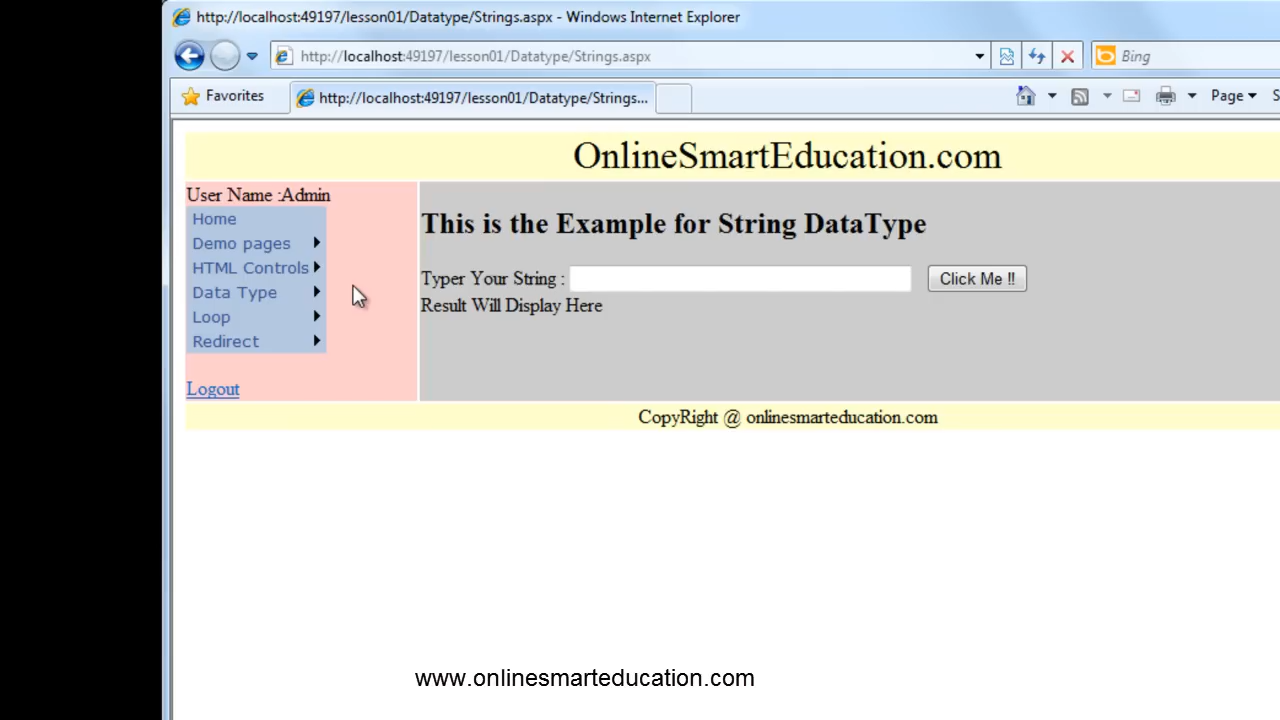 http://localhost:49197/lesson01/Datatype/Strings.aspx - Windows Internet Explorer
http://localhost:49197/lesson01/Datatype/Strings.aspx
Bing
Favorites
http://localhost:49197/lesson01/Datatype/Strings...
Page
OnlineSmartEducation.com
User Name :Admin
Home
Demo pages
HTML Controls
Data Type
Loop
Redirect
Logout
This is the Example for String DataType
Typer Your String :
Click Me !!
Result Will Display Here
CopyRight @ onlinesmarteducation.com
www.onlinesmarteducation.com